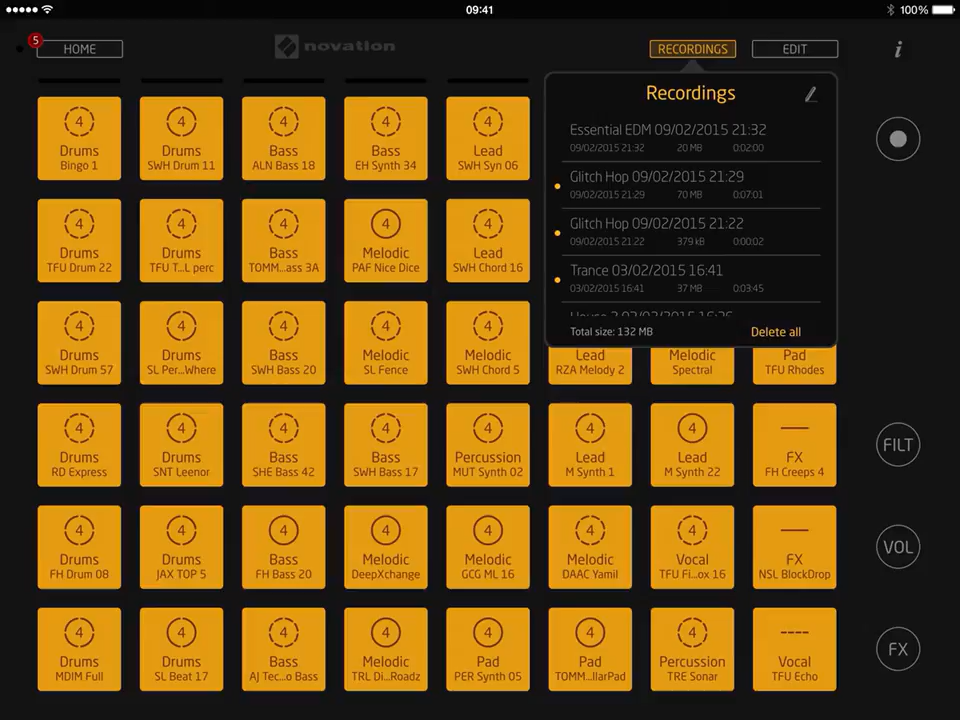 09:41
100%
5
HOME
novation
RECORDINGS
EDIT
i
Recordings
Essential EDM 09/02/2015 21:32
09/02/2015 21:32 20 MB 0:02:00
Glitch Hop 09/02/2015 21:29
09/02/2015 21:29 70 MB 0:07:01
Glitch Hop 09/02/2015 21:22
09/02/2015 21:22 379 kB 0:00:02
Trance 03/02/2015 16:41
03/02/2015 16:41 37 MB 0:03:45
Total size: 132 MB
Delete all
4 4 4 4 4
Drums Drums Bass Bass Lead
Bingo 1 SWH Drum 11 ALN Bass 18 EH Synth 34 SWH Syn 06
4 4 4 4 4
Drums Drums Bass Melodic Lead
TFU Drum 22 TFU T...L perc TOMM...ass 3A PAF Nice Dice SWH Chord 16
4 4 4 4 4
Drums Drums Bass Melodic Melodic Lead Melodic Pad
SWH Drum 57 SL Per...Where SWH Bass 20 SL Fence SWH Chord 5 RZA Melody 2 Spectral TFU Rhodes
4 4 4 4 4 4 4
Drums Drums Bass Bass Percussion Lead Lead FX
RD Express SNT Leenor SHE Bass 42 SWH Bass 17 MUT Synth 02 M Synth 1 M Synth 22 FH Creeps 4
FILT
4 4 4 4 4 4 4
Drums Drums Bass Melodic Melodic Melodic Vocal FX
FH Drum 08 JAX TOP 5 FH Bass 20 DeepXchange GCG ML 16 DAAC Yamil TFU Fi...ox 16 NSL BlockDrop
VOL
4 4 4 4 4 4 4
Drums Drums Bass Melodic Pad Pad Percussion Vocal
MDIM Full SL Beat 17 AJ Tec...o Bass TRL Di...Roadz PER Synth 05 TOMM...llarPad TRE Sonar TFU Echo
FX